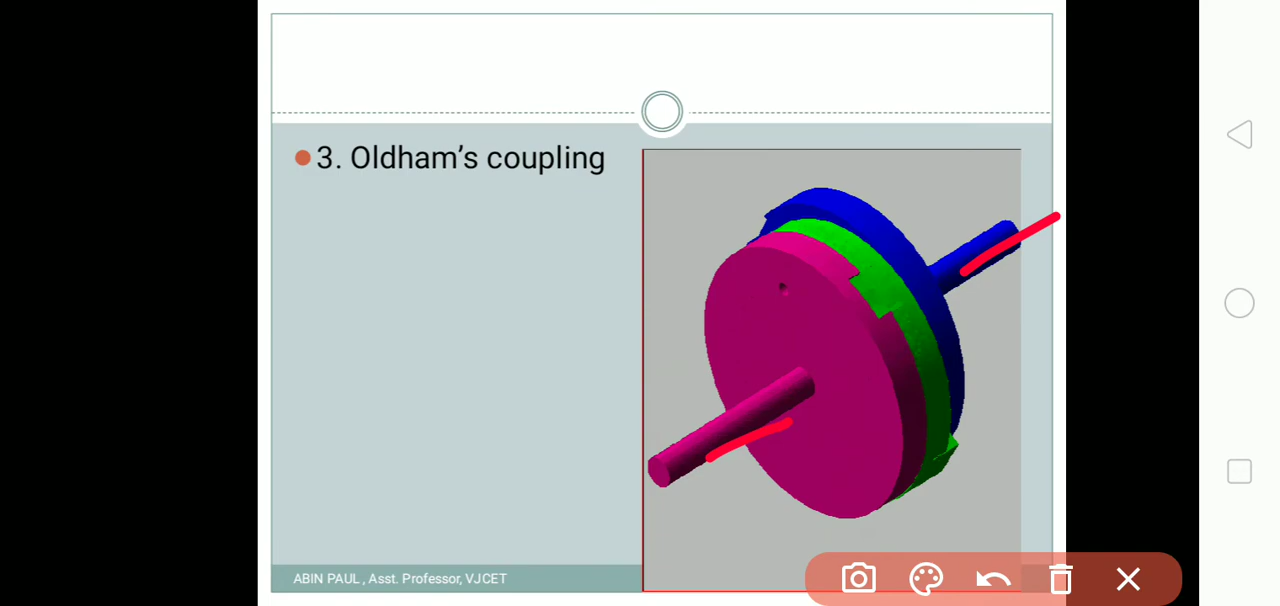 3. Oldham’s coupling
ABIN PAUL , Asst. Professor, VJCET